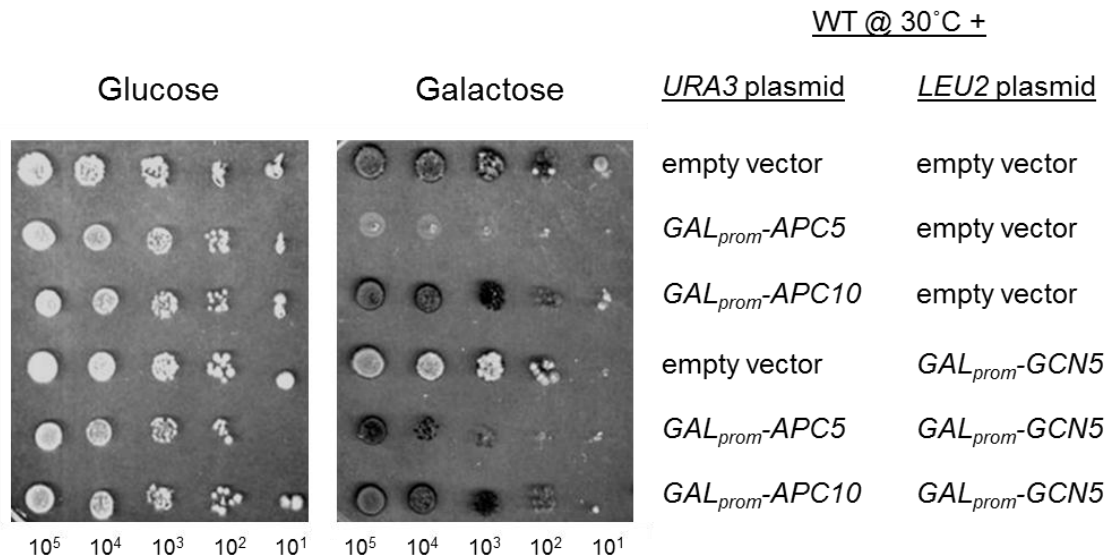 WT @ 30˚C +
Glucose Galactose URA3 plasmid LEU2 plasmid
empty vector empty vector
GALprom-APC5 empty vector
GALprom-APC10 empty vector
empty vector GALprom-GCN5
GALprom-APC5 GALprom-GCN5
GALprom-APC10 GALprom-GCN5
10⁵ 10⁴ 10³ 10² 10¹ 10⁵ 10⁴ 10³ 10² 10¹